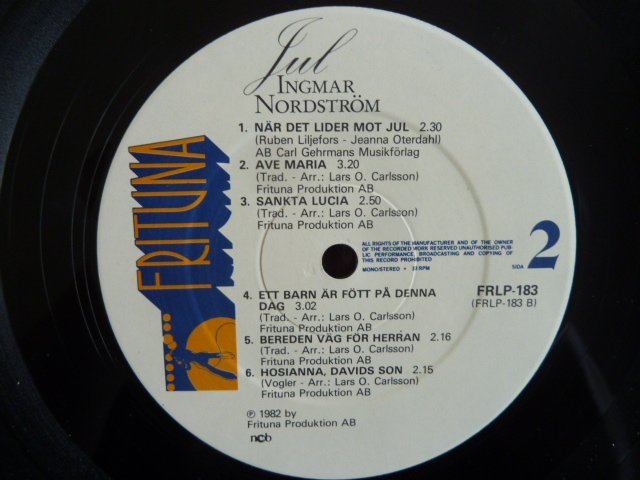 Jul
INGMAR
NORDSTRÖM
1. NÄR DET LIDER MOT JUL 2.30
(Ruben Liljefors - Jeanna Oterdahl)
AB Carl Gehrmans Musikförlag
2. AVE MARIA 3.20
(Trad. - Arr.: Lars O. Carlsson)
Frituna Produktion AB
3. SANKTA LUCIA 2.50
(Trad. - Arr.: Lars O. Carlsson)
Frituna Produktion AB
FRITUNA
ALL RIGHTS OF THE MANUFACTURER AND OF THE OWNER
OF THE RECORDED WORK RESERVED UNAUTHORISED PUB-
LIC PERFORMANCE, BROADCASTING AND COPYING OF
THIS RECORD PROHIBITED
MONO/STEREO • 33 RPM
SIDA 2
4. ETT BARN ÄR FÖTT PÅ DENNA
DAG 3.02
(Trad. - Arr.: Lars O. Carlsson)
Frituna Produktion AB
FRLP-183
(FRLP-183 B)
5. BEREDEN VÄG FÖR HERRAN 2.16
(Trad. - Arr.: Lars O. Carlsson)
Frituna Produktion AB
6. HOSIANNA, DAVIDS SON 2.15
(Vogler - Arr.: Lars O. Carlsson)
Frituna Produktion AB
℗ 1982 by
Frituna Produktion AB
ncb